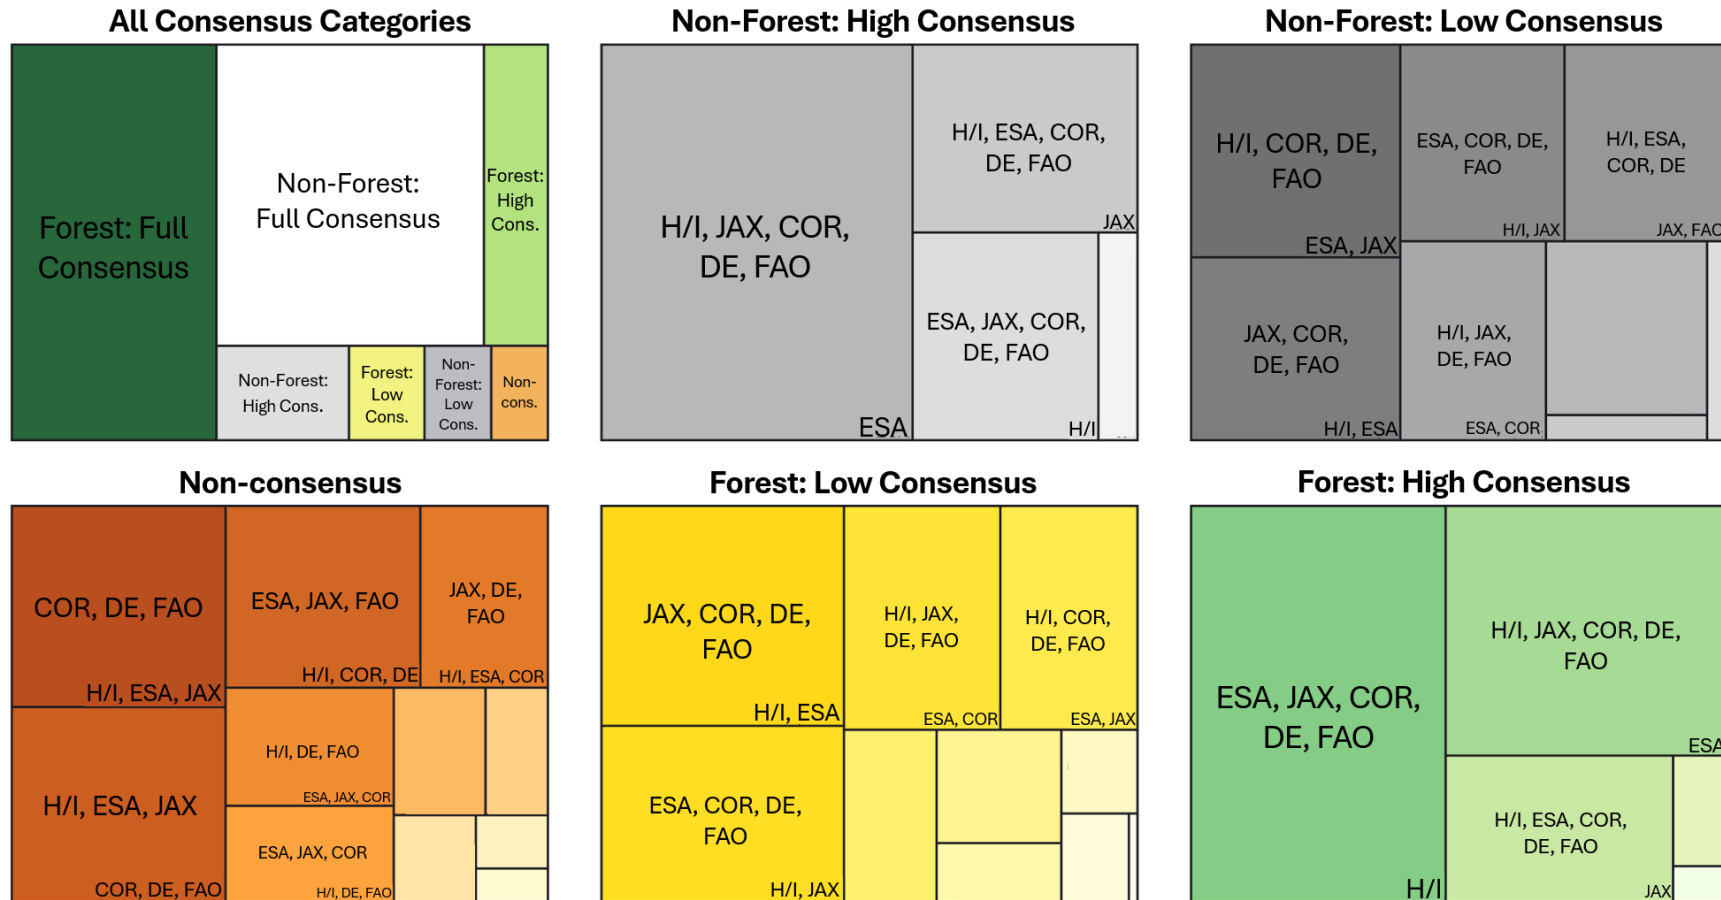 All Consensus Categories
Forest: Full
Consensus
Non-Forest:
Full Consensus
Forest:
High
Cons.
Non-Forest:
High Cons.
Forest:
Low
Cons.
Non-
Forest:
Low
Cons.
Non-
cons.
Non-Forest: High Consensus
H/I, JAX, COR,
DE, FAO
ESA
H/I, ESA, COR,
DE, FAO
JAX
ESA, JAX, COR,
DE, FAO
H/I
Non-Forest: Low Consensus
H/I, COR, DE,
FAO
ESA, JAX
ESA, COR, DE,
FAO
H/I, JAX
H/I, ESA,
COR, DE
JAX, FAO
JAX, COR,
DE, FAO
H/I, ESA
H/I, JAX,
DE, FAO
ESA, COR
Non-consensus
COR, DE, FAO
H/I, ESA, JAX
ESA, JAX, FAO
H/I, COR, DE
JAX, DE,
FAO
H/I, ESA, COR
H/I, ESA, JAX
COR, DE, FAO
H/I, DE, FAO
ESA, JAX, COR
ESA, JAX, COR
H/I, DE, FAO
Forest: Low Consensus
JAX, COR, DE,
FAO
H/I, ESA
H/I, JAX,
DE, FAO
ESA, COR
H/I, COR,
DE, FAO
ESA, JAX
ESA, COR, DE,
FAO
H/I, JAX
Forest: High Consensus
ESA, JAX, COR,
DE, FAO
H/I
H/I, JAX, COR, DE,
FAO
ESA
H/I, ESA, COR,
DE, FAO
JAX